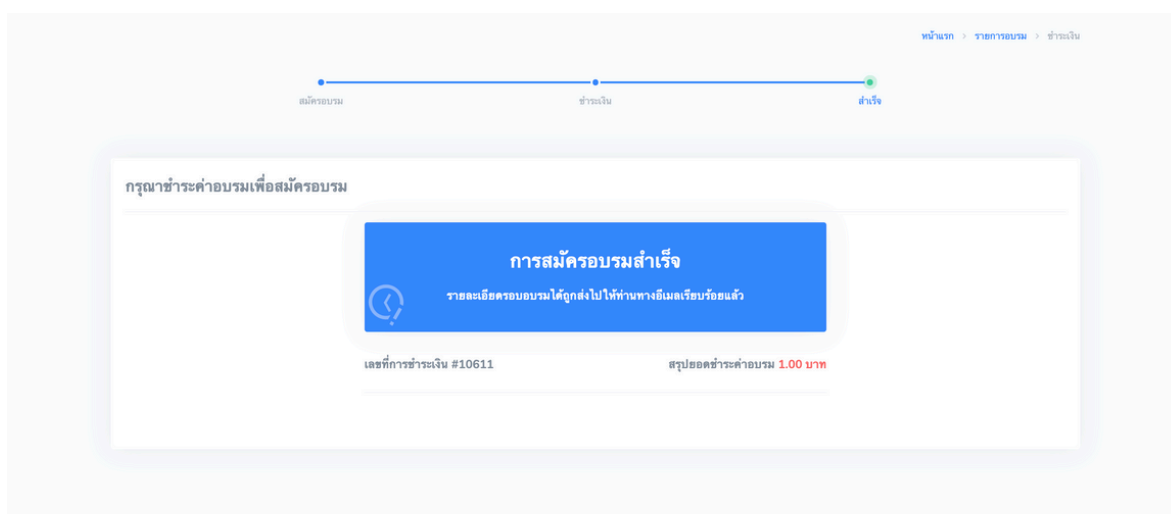 หน้าแรก > รายการอบรม > ชำระเงิน
สมัครอบรม ชำระเงิน สำเร็จ
กรุณาชำระค่าอบรมเพื่อสมัครอบรม
การสมัครอบรมสำเร็จ
รายละเอียดรอบอบรมได้ถูกส่งไปให้ท่านทางอีเมลเรียบร้อยแล้ว
เลขที่การชำระเงิน #10611 สรุปยอดชำระค่าอบรม 1.00 บาท